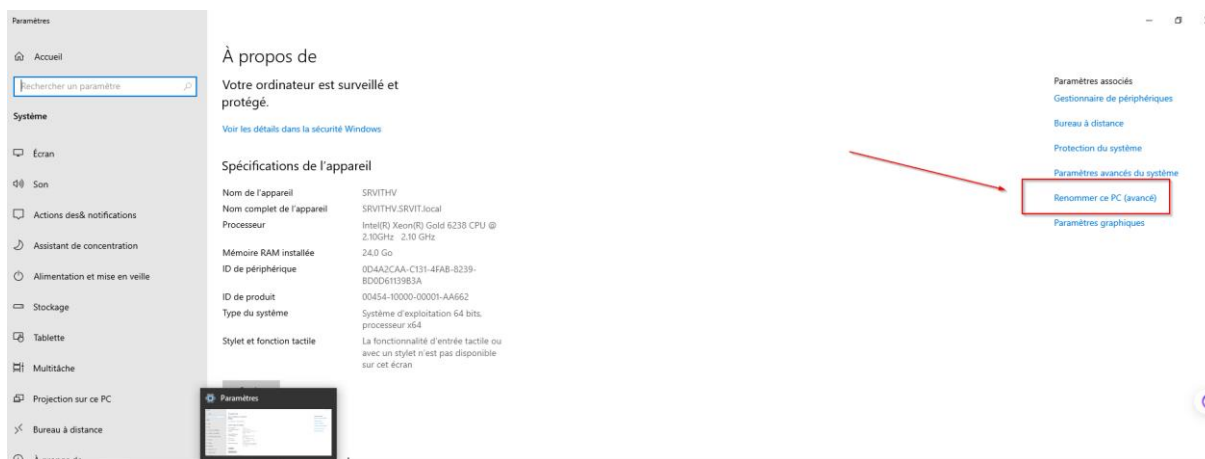 Paramètres
Accueil
Rechercher un paramètre
Système
Écran
Son
Actions des& notifications
Assistant de concentration
Alimentation et mise en veille
Stockage
Tablette
Multitâche
Projection sur ce PC
Bureau à distance
À propos de
À propos de
Votre ordinateur est surveillé et
protégé.
Voir les détails dans la sécurité Windows
Spécifications de l'appareil
Nom de l'appareil SRVITHV
Nom complet de l'appareil SRVITHV.SRVIT.local
Processeur Intel(R) Xeon(R) Gold 6238 CPU @
2.10GHz 2.10 GHz
Mémoire RAM installée 24,0 Go
ID de périphérique 0D4A2CAA-C131-4FAB-8239-
BD0D61139B3A
ID de produit 00454-10000-00001-AA662
Type du système Système d'exploitation 64 bits,
processeur x64
Stylet et fonction tactile La fonctionnalité d'entrée tactile ou
avec un stylet n'est pas disponible
sur cet écran
Paramètres
Paramètres associés
Gestionnaire de périphériques
Bureau à distance
Protection du système
Paramètres avancés du système
Renommer ce PC (avancé)
Paramètres graphiques